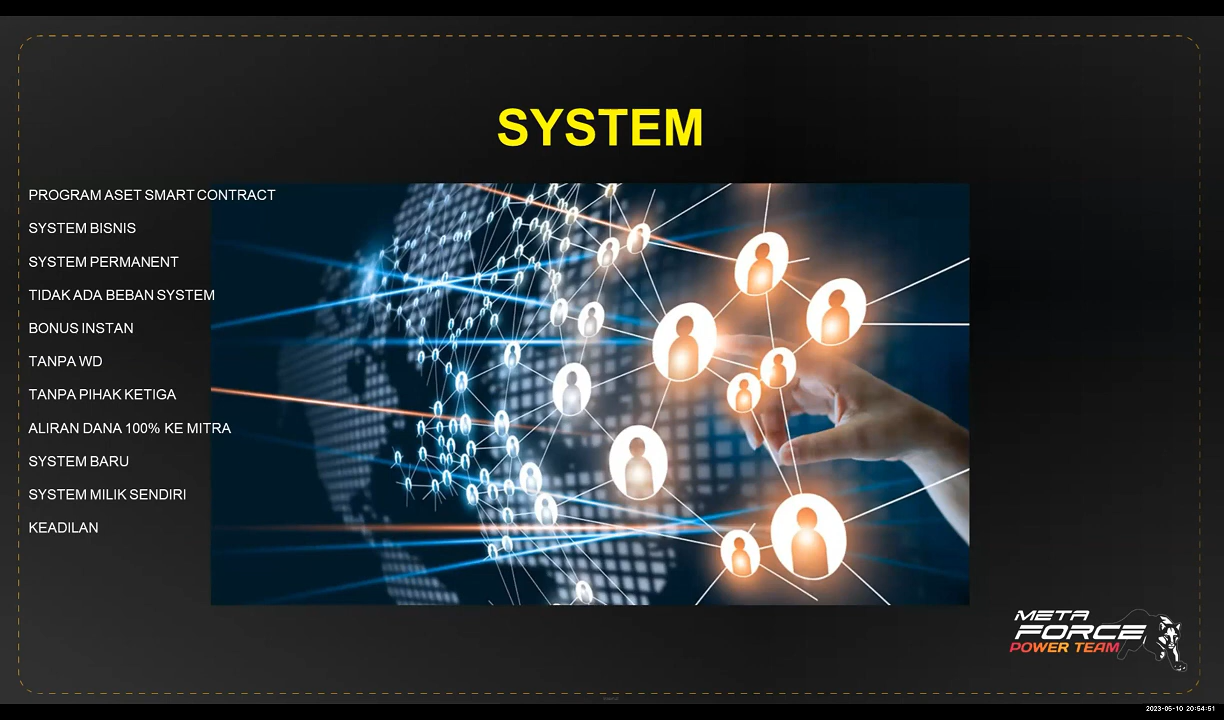 SYSTEM
PROGRAM ASET SMART CONTRACT
SYSTEM BISNIS
SYSTEM PERMANENT
TIDAK ADA BEBAN SYSTEM
BONUS INSTAN
TANPA WD
TANPA PIHAK KETIGA
ALIRAN DANA 100% KE MITRA
SYSTEM BARU
SYSTEM MILIK SENDIRI
KEADILAN
META
FORCE
POWER TEAM
2023-05-10 20:54:51